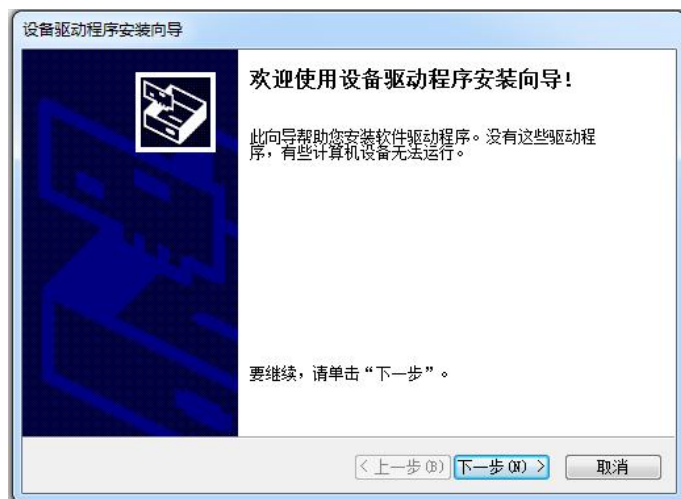 设备驱动程序安装向导
欢迎使用设备驱动程序安装向导!
此向导帮助您安装软件驱动程序。没有这些驱动程
序,有些计算机设备无法运行。
要继续,请单击“下一步”。
< 上一步(B) 下一步(N) > 取消